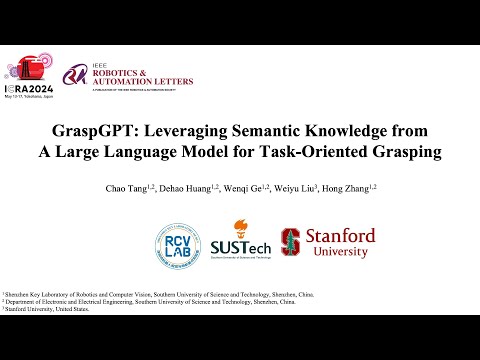 ICRA2024
May 13-17, Yokohama, Japan
IEEE
ROBOTICS &
AUTOMATION LETTERS
A PUBLICATION OF THE IEEE ROBOTICS & AUTOMATION SOCIETY
GraspGPT: Leveraging Semantic Knowledge from
A Large Language Model for Task-Oriented Grasping
Chao Tang1,2, Dehao Huang1,2, Wenqi Ge1,2, Weiyu Liu3, Hong Zhang1,2
RCV
LAB
SUSTech
Southern University of Science and Technology
Stanford
University
1 Shenzhen Key Laboratory of Robotics and Computer Vision, Southern University of Science and Technology, Shenzhen, China.
2 Department of Electronic and Electrical Engineering, Southern University of Science and Technology, Shenzhen, China.
3 Stanford University, United States.